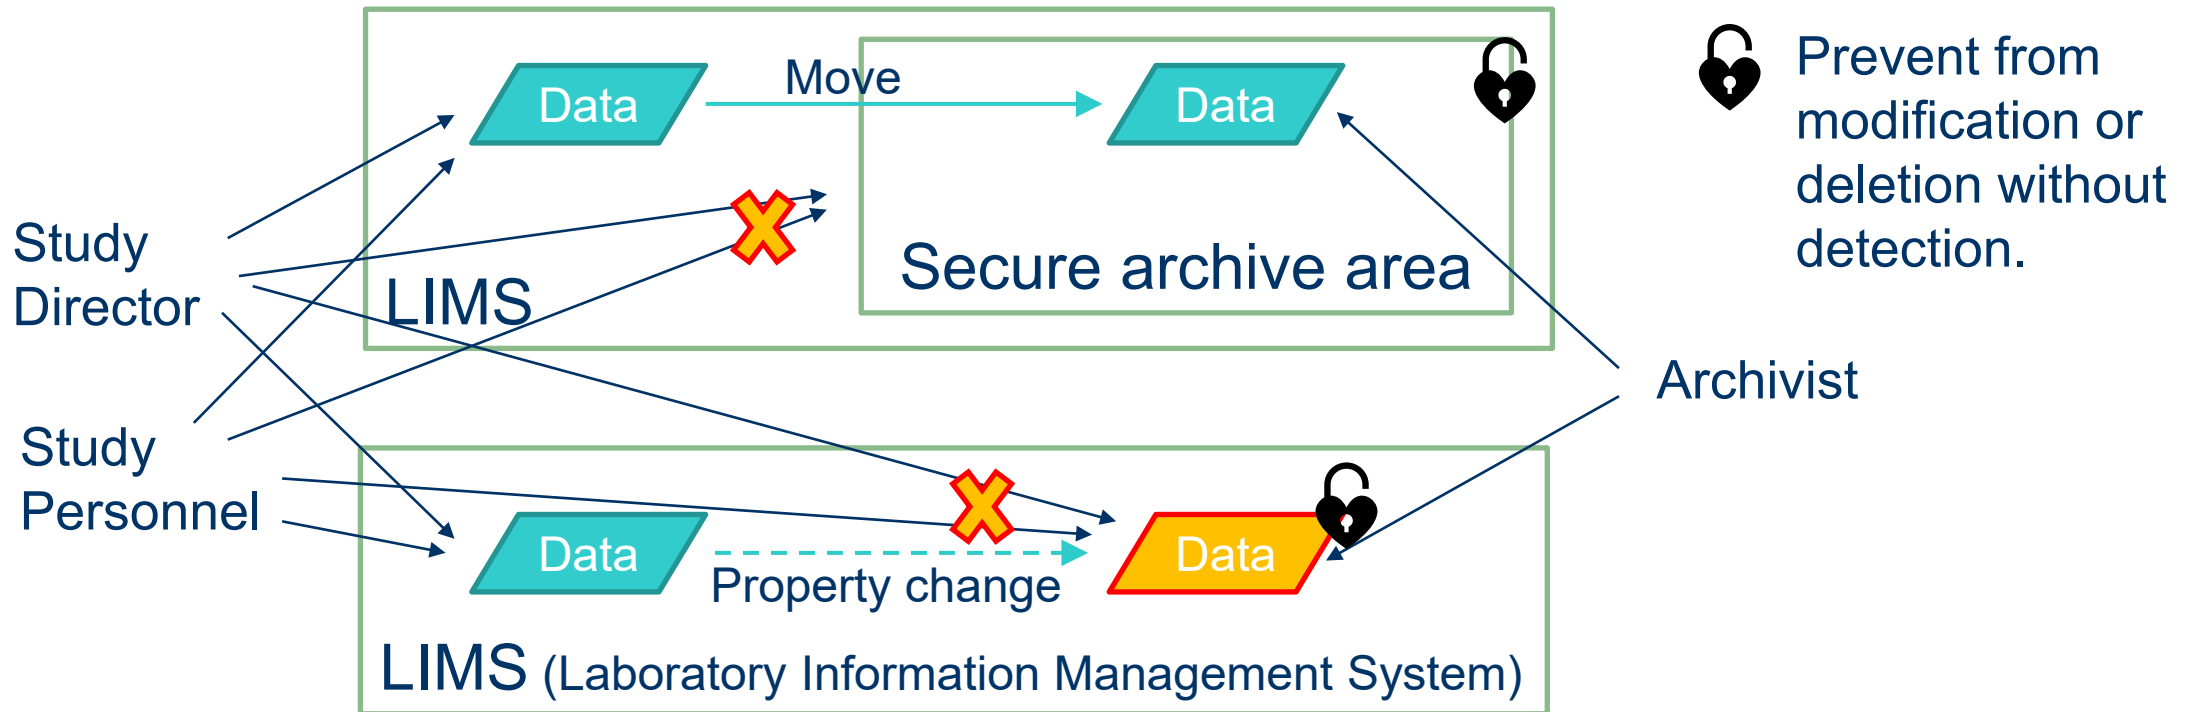 Move
Data
Data
Prevent from
modification or
deletion without
detection.
Study
Director
LIMS
Secure archive area
Archivist
Study
Personnel
Data
Data
Property change
LIMS (Laboratory Information Management System)